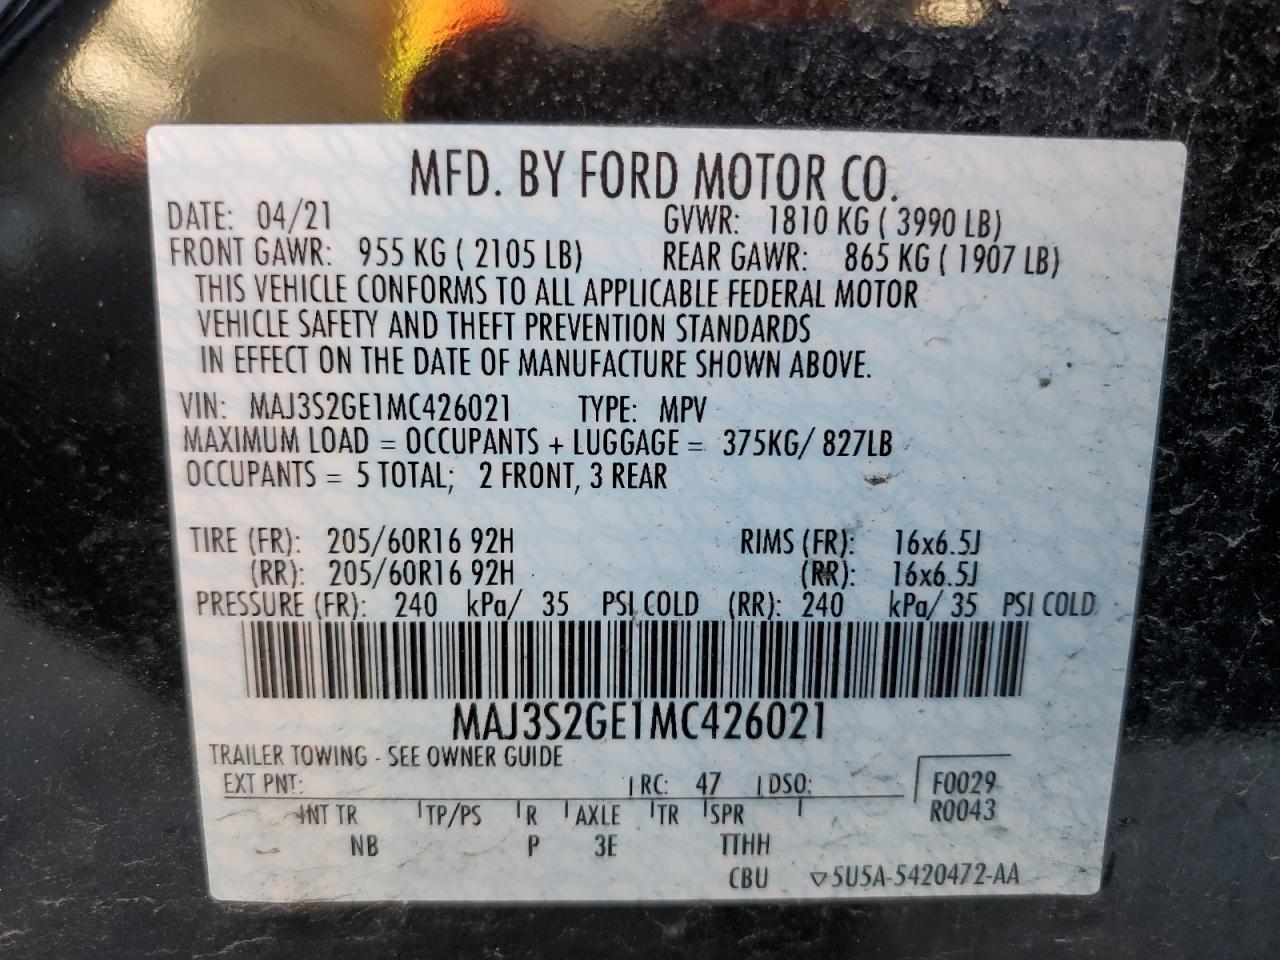 MFD. BY FORD MOTOR CO.
DATE: 04/21 GVWR: 1810 KG ( 3990 LB)
FRONT GAWR: 955 KG ( 2105 LB) REAR GAWR: 865 KG ( 1907 LB)
THIS VEHICLE CONFORMS TO ALL APPLICABLE FEDERAL MOTOR
VEHICLE SAFETY AND THEFT PREVENTION STANDARDS
IN EFFECT ON THE DATE OF MANUFACTURE SHOWN ABOVE.
VIN: MAJ3S2GE1MC426021 TYPE: MPV
MAXIMUM LOAD = OCCUPANTS + LUGGAGE = 375KG/ 827LB
OCCUPANTS = 5 TOTAL; 2 FRONT, 3 REAR
TIRE (FR): 205/60R16 92H RIMS (FR): 16x6.5J
(RR): 205/60R16 92H (RR): 16x6.5J
PRESSURE (FR): 240 kPa/ 35 PSI COLD (RR): 240 kPa/ 35 PSI COLD
MAJ3S2GE1MC426021
TRAILER TOWING - SEE OWNER GUIDE
EXT PNT: RC: 47 DSO: F0029
INT TR TP/PS R AXLE TR SPR R0043
NB P 3E TTHH
CBU ▽5U5A-5420472-AA